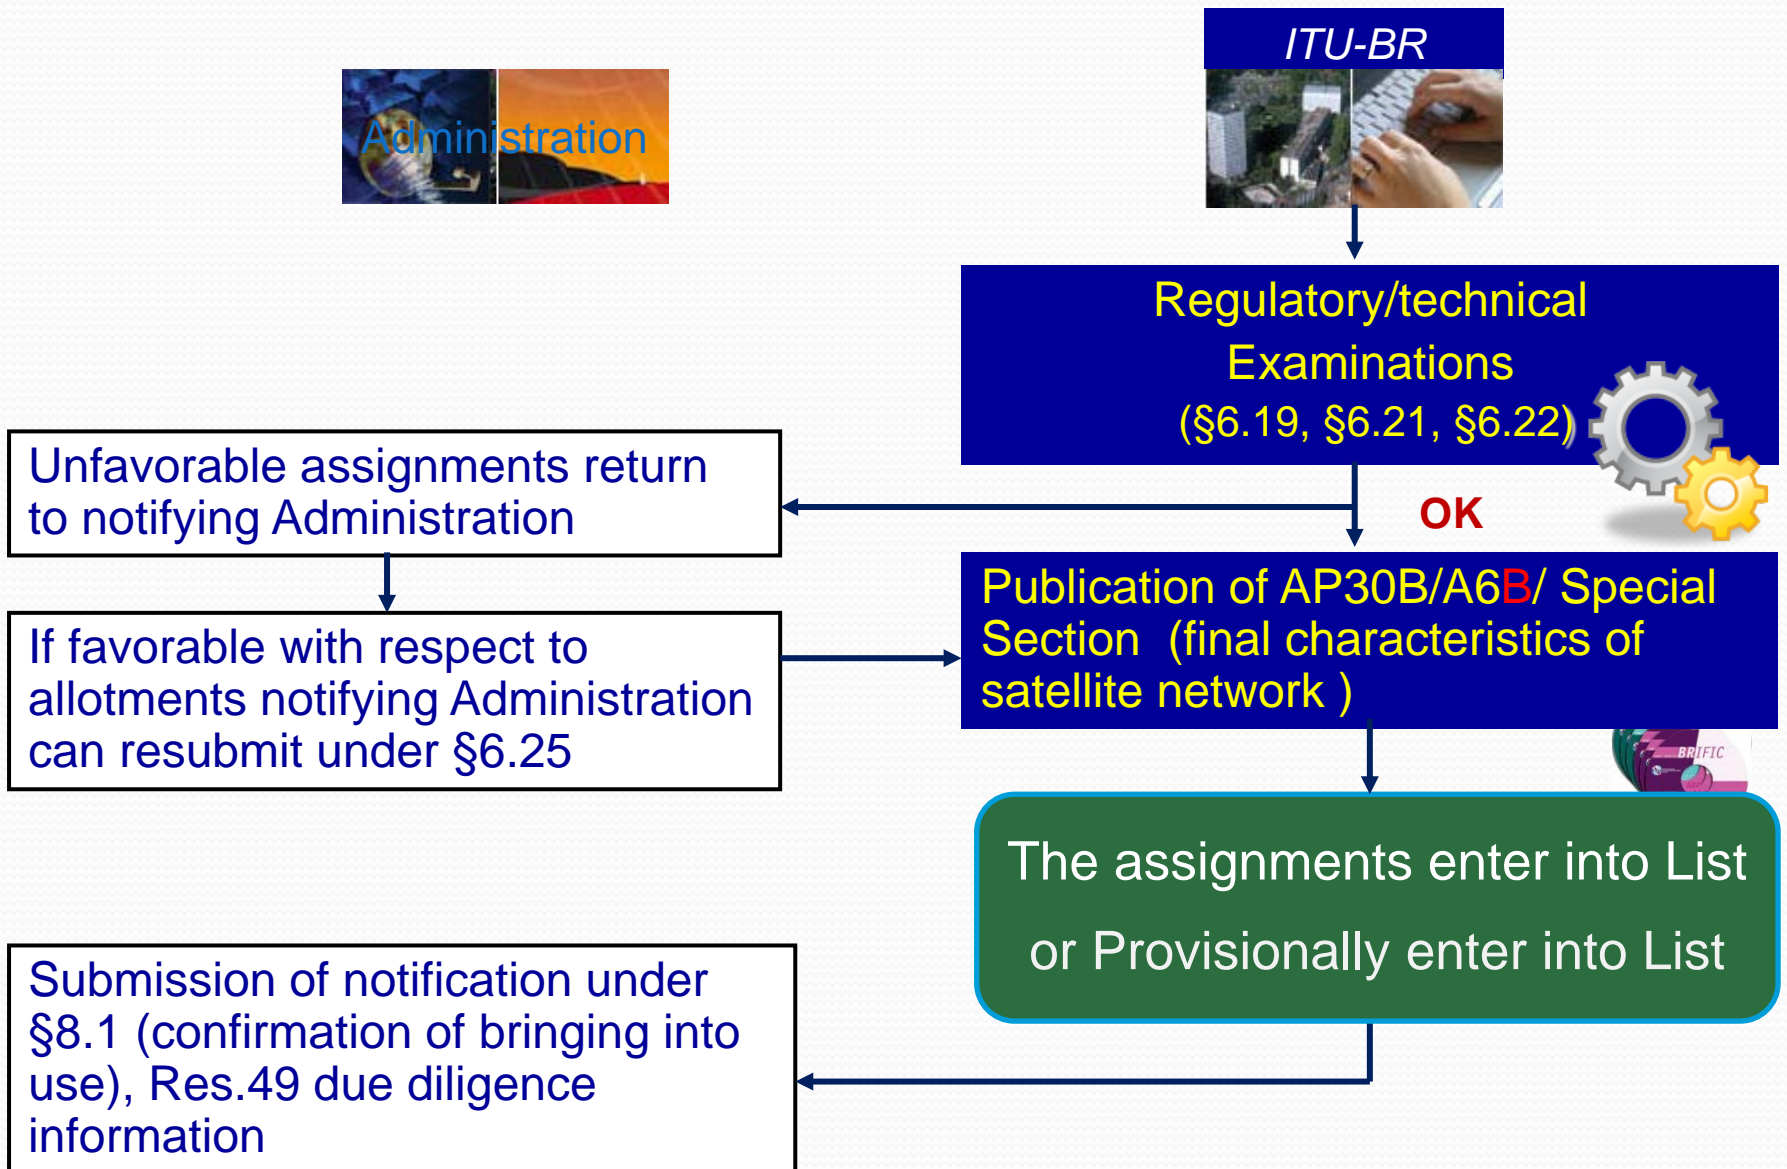 ITU-BR
Administration
Regulatory/technical
Examinations
(§6.19, §6.21, §6.22)
OK
Unfavorable assignments return
to notifying Administration
If favorable with respect to
allotments notifying Administration
can resubmit under §6.25
Publication of AP30B/A6B/ Special
Section (final characteristics of
satellite network )
BRIFIC
The assignments enter into List
or Provisionally enter into List
Submission of notification under
§8.1 (confirmation of bringing into
use), Res.49 due diligence
information